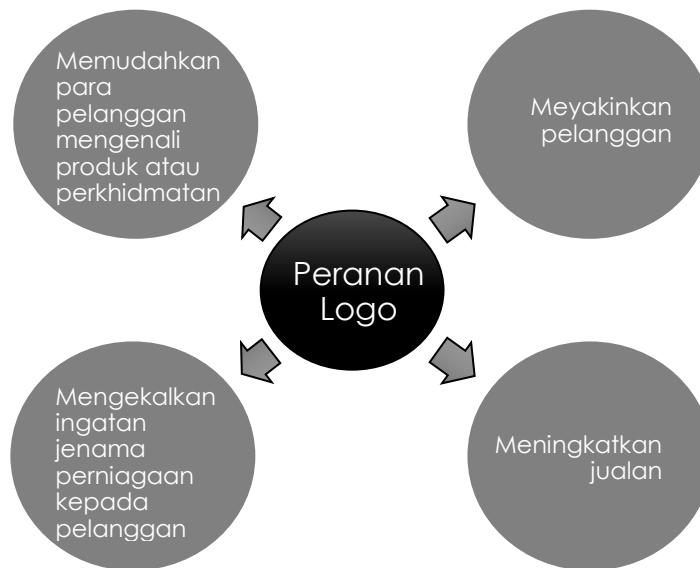 Memudahkan
para
pelanggan
mengenali
produk atau
perkhidmatan
Meyakinkan
pelanggan
Peranan
Logo
Mengekalkan
ingatan
jenama
perniagaan
kepada
pelanggan
Meningkatkan
jualan